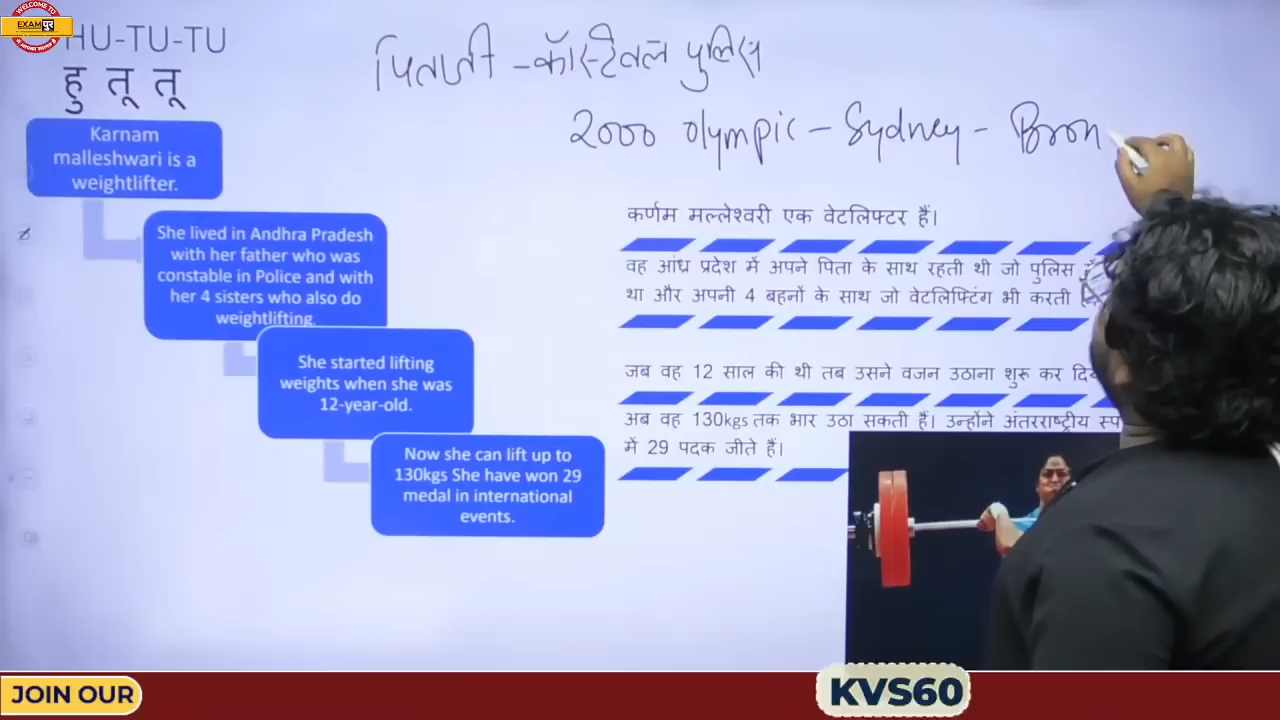 WELCOME TO
EXAMपुर
HU-TU-TU
हु तू तू
पिताजी - कॉस्टेबल पुलिस
2000 olympic - Sydney - Bron
Karnam
malleshwari is a
weightlifter.
She lived in Andhra Pradesh
with her father who was
constable in Police and with
her 4 sisters who also do
weightlifting.
She started lifting
weights when she was
12-year-old.
Now she can lift up to
130kgs She have won 29
medal in international
events.
कर्णम मल्लेश्वरी एक वेटलिफ्टर हैं।
वह आंध्र प्रदेश में अपने पिता के साथ रहती थी जो पुलिस
था और अपनी 4 बहनों के साथ जो वेटलिफ्टिंग भी करती
जब वह 12 साल की थी तब उसने वजन उठाना शुरू कर
अब वह 130kgs तक भार उठा सकती हैं। उन्होंने अंतरराष्ट्रीय
में 29 पदक जीते हैं।
JOIN OUR
KVS60